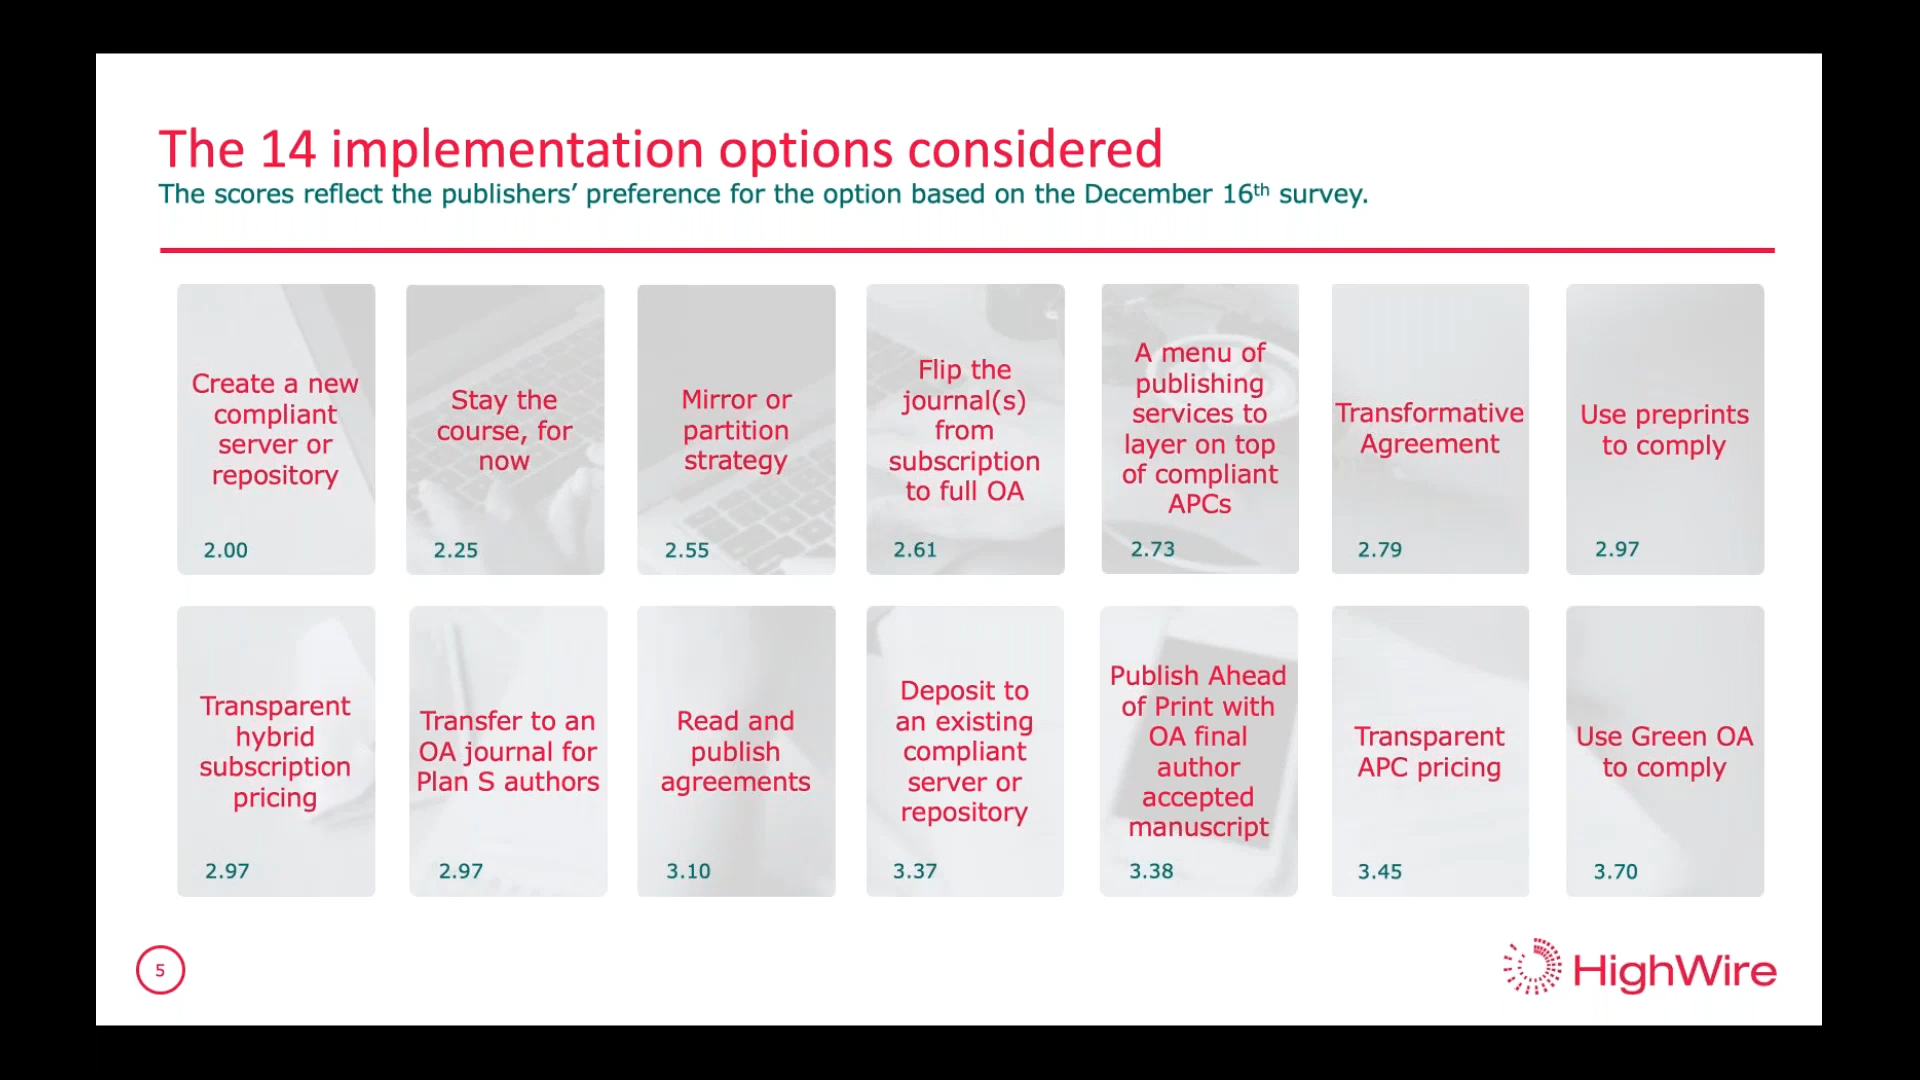 The 14 implementation options considered
The scores reflect the publishers’ preference for the option based on the December 16th survey.
Create a new
compliant
server or
repository
2.00
Stay the
course, for
now
2.25
Mirror or
partition
strategy
2.55
Flip the
journal(s)
from
subscription
to full OA
2.61
A menu of
publishing
services to
layer on top
of compliant
APCs
2.73
Transformative
Agreement
2.79
Use preprints
to comply
2.97
Transparent
hybrid
subscription
pricing
2.97
Transfer to an
OA journal for
Plan S authors
2.97
Read and
publish
agreements
3.10
Deposit to
an existing
compliant
server or
repository
3.37
Publish Ahead
of Print with
OA final
author
accepted
manuscript
3.38
Transparent
APC pricing
3.45
Use Green OA
to comply
3.70
5
HighWire